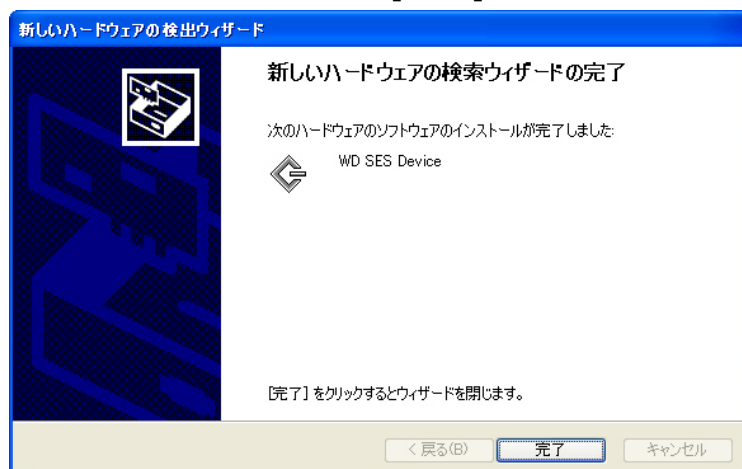 新しいハードウェアの検出ウィザード
新しいハードウェアの検索ウィザードの完了
次のハードウェアのソフトウェアのインストールが完了しました:
WD SES Device
[完了] をクリックするとウィザードを閉じます。
< 戻る(B) 完了 キャンセル